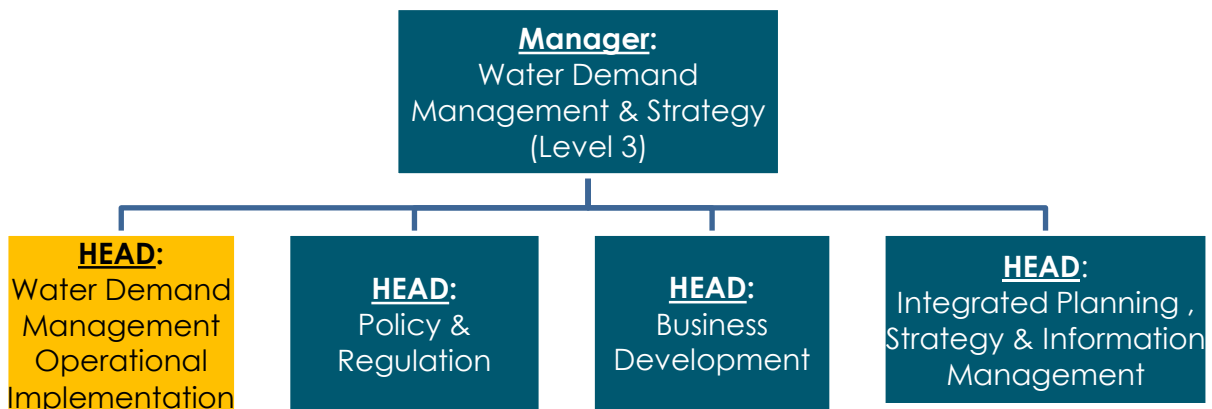 Manager:
Water Demand
Management & Strategy
(Level 3)
HEAD:
Water Demand
Management
Operational
Implementation
HEAD:
Policy &
Regulation
HEAD:
Business
Development
HEAD:
Integrated Planning ,
Strategy & Information
Management